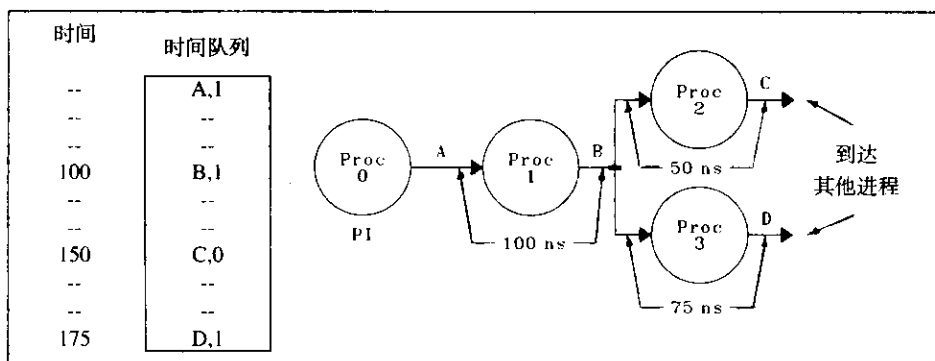 时间
时间队列
-- A,1
-- --
-- --
100 B,1
-- --
-- --
150 C,0
-- --
-- --
175 D,1
Proc 0
PI
A
Proc 1
100 ns
B
Proc 2
C
50 ns
Proc 3
D
75 ns
到达
其他进程